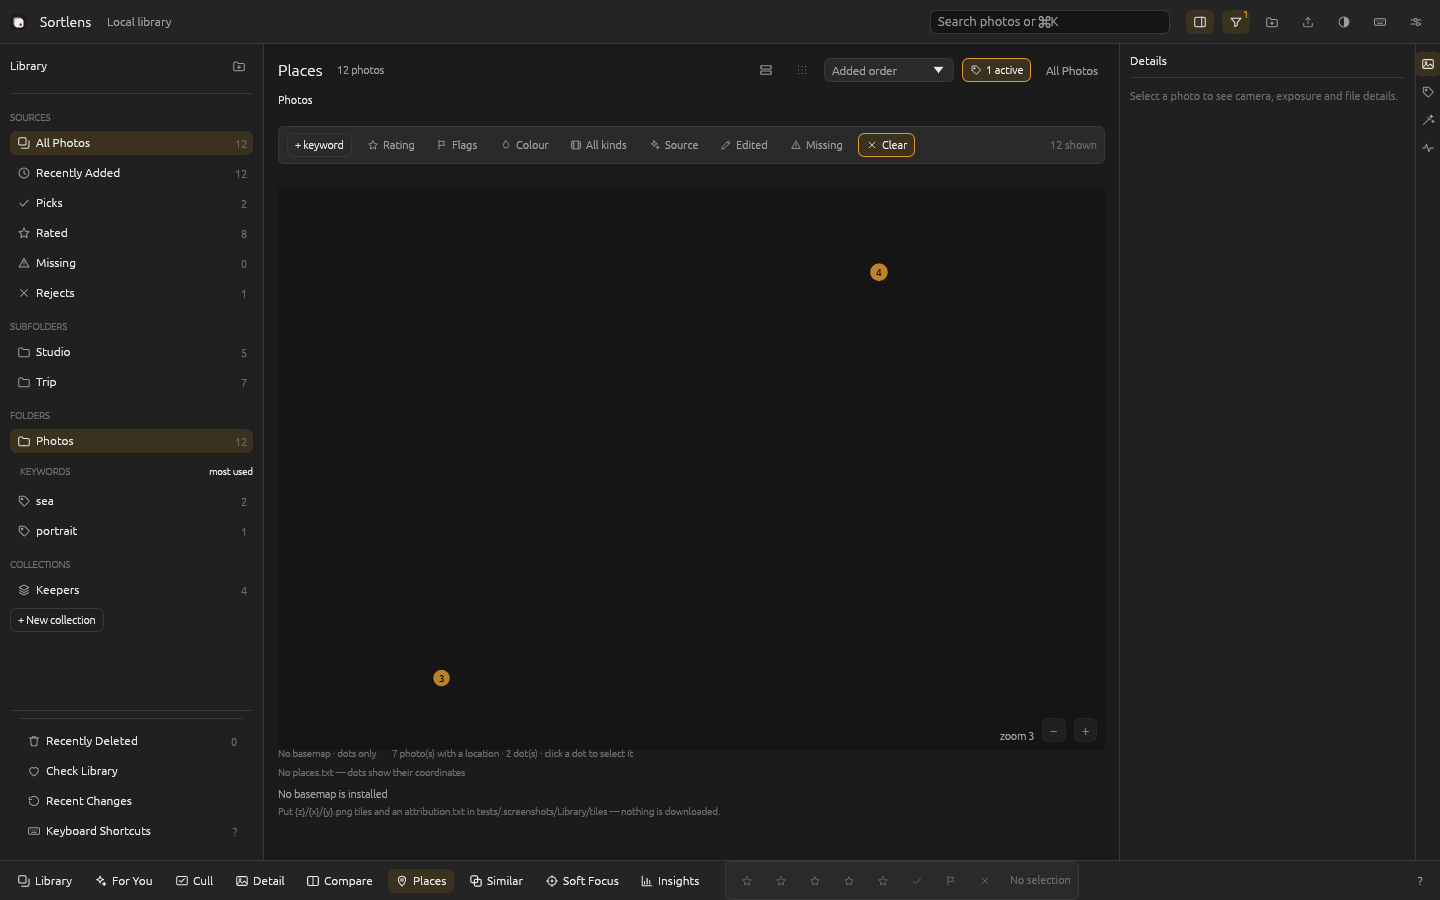 Sortlens Local library Search photos or ⌘K 1
Library
SOURCES
All Photos 12
Recently Added 12
Picks 2
Rated 8
Missing 0
Rejects 1
SUBFOLDERS
Studio 5
Trip 7
FOLDERS
Photos 12
KEYWORDS most used
sea 2
portrait 1
COLLECTIONS
Keepers 4
+ New collection
Recently Deleted 0
Check Library
Recent Changes
Keyboard Shortcuts ?
Places 12 photos Added order 1 active All Photos
Photos
+ keyword Rating Flags Colour All kinds Source Edited Missing Clear 12 shown
4
3
zoom 3 − +
No basemap · dots only 7 photo(s) with a location · 2 dot(s) · click a dot to select it
No places.txt — dots show their coordinates
No basemap is installed
Put {z}/{x}/{y}.png tiles and an attribution.txt in tests/.screenshots/Library/tiles — nothing is downloaded.
Details
Select a photo to see camera, exposure and file details.
Library For You Cull Detail Compare Places Similar Soft Focus Insights No selection ?